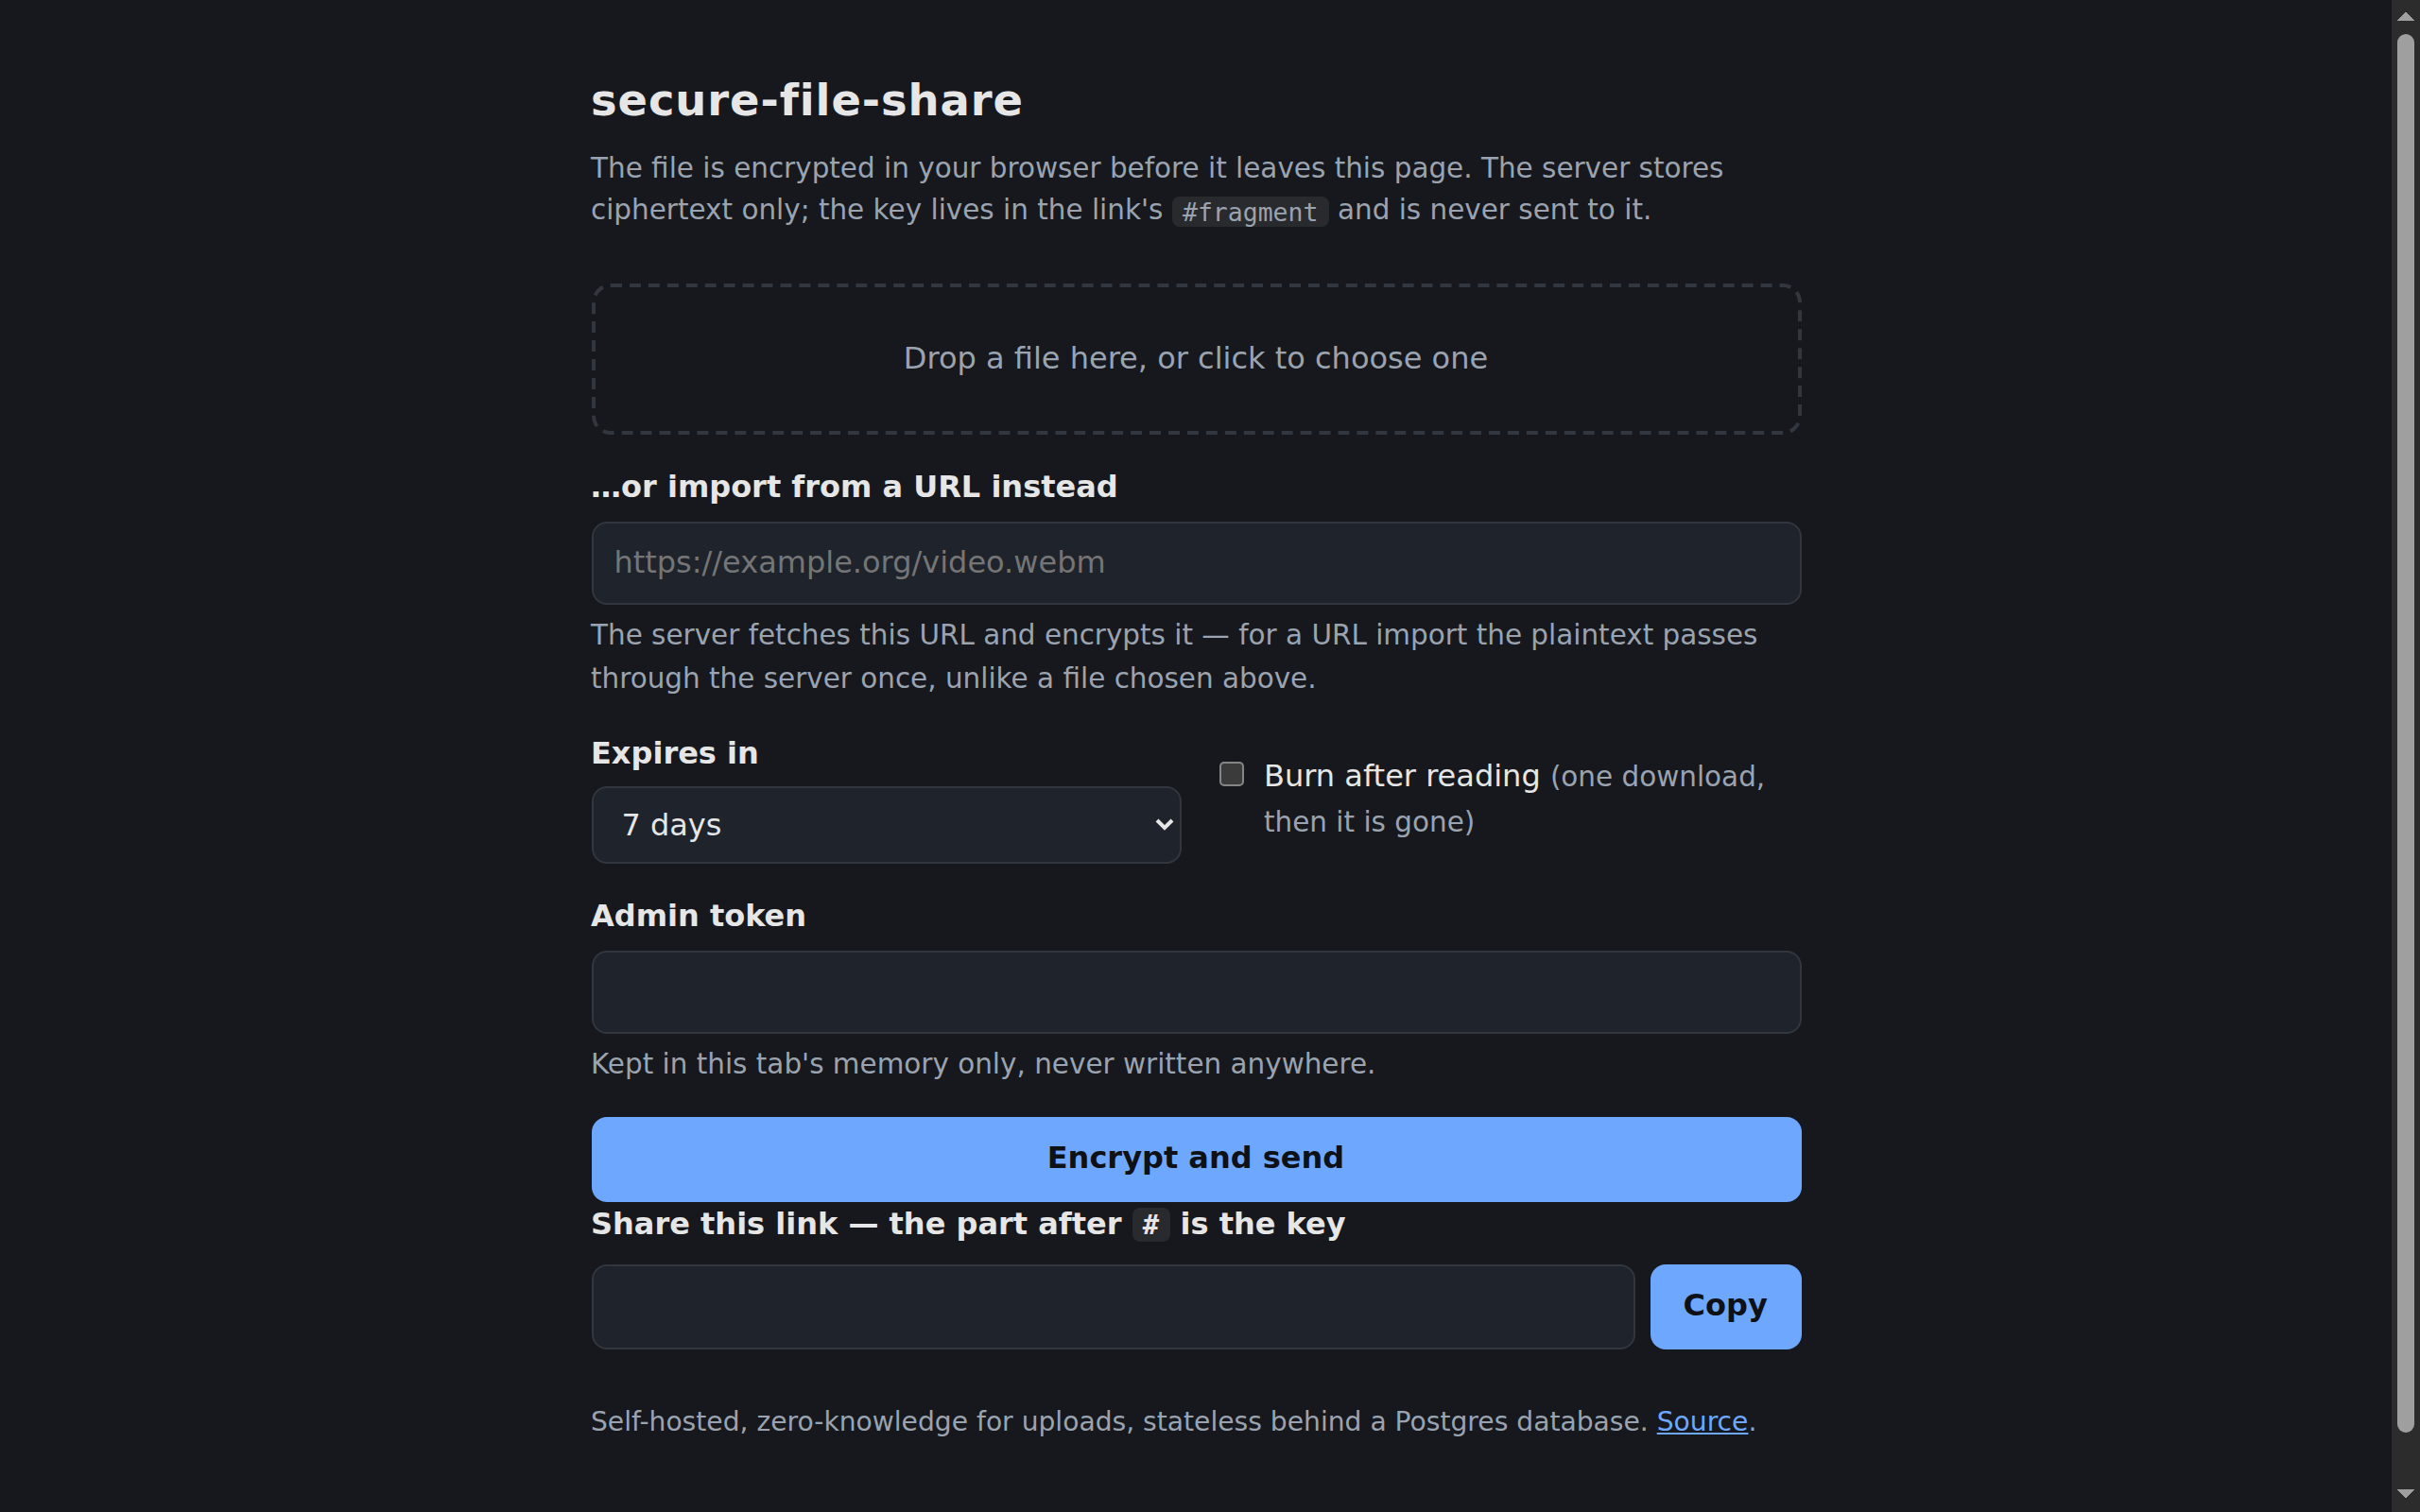 secure-file-share
The file is encrypted in your browser before it leaves this page. The server stores
ciphertext only; the key lives in the link's #fragment and is never sent to it.
Drop a file here, or click to choose one
…or import from a URL instead
https://example.org/video.webm
The server fetches this URL and encrypts it — for a URL import the plaintext passes
through the server once, unlike a file chosen above.
Expires in
7 days
Burn after reading (one download,
then it is gone)
Admin token
Kept in this tab's memory only, never written anywhere.
Encrypt and send
Share this link — the part after # is the key
Copy
Self-hosted, zero-knowledge for uploads, stateless behind a Postgres database. Source.